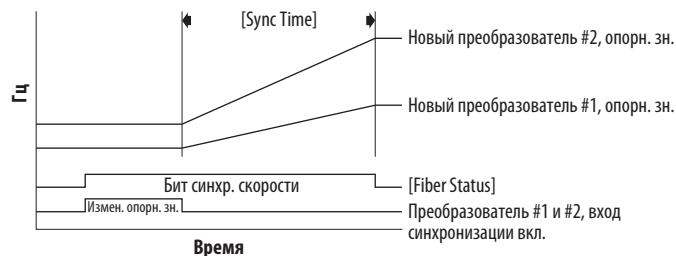 [Sync Time]
Новый преобразователь #2, опорн. зн.
Гц
Новый преобразователь #1, опорн. зн.
Бит синхр. скорости
[Fiber Status]
Измен. опорн. зн.
Преобразователь #1 и #2, вход
синхронизации вкл.
Время